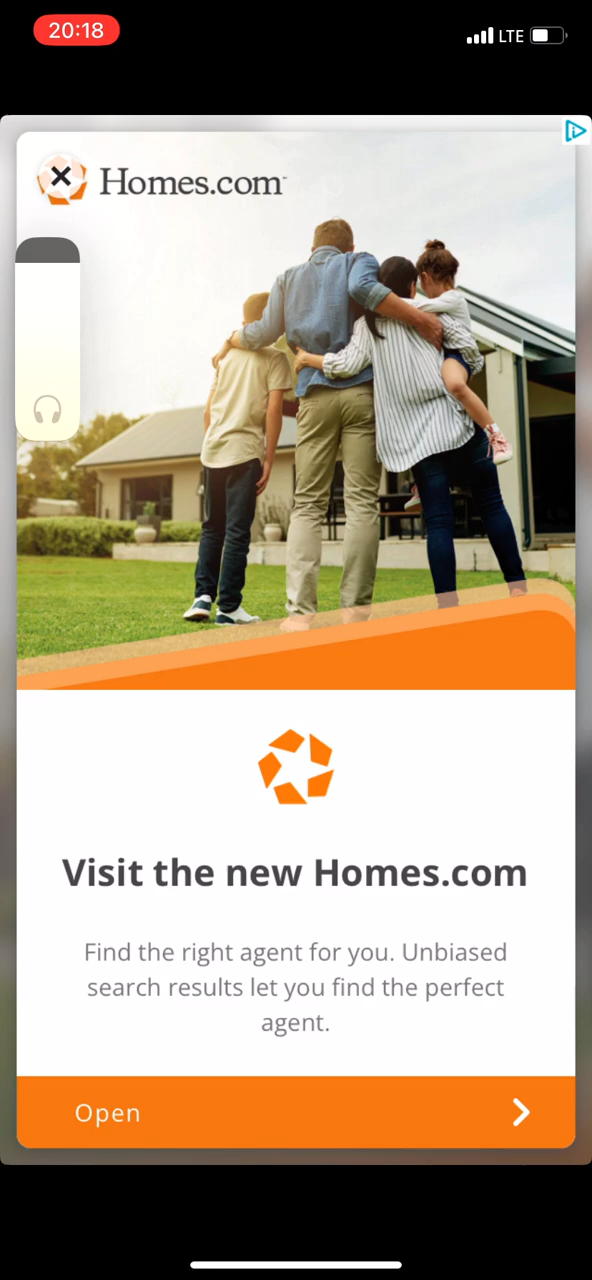 20:18
LTE
Homes.com™
Visit the new Homes.com
Find the right agent for you. Unbiased
search results let you find the perfect
agent.
Open